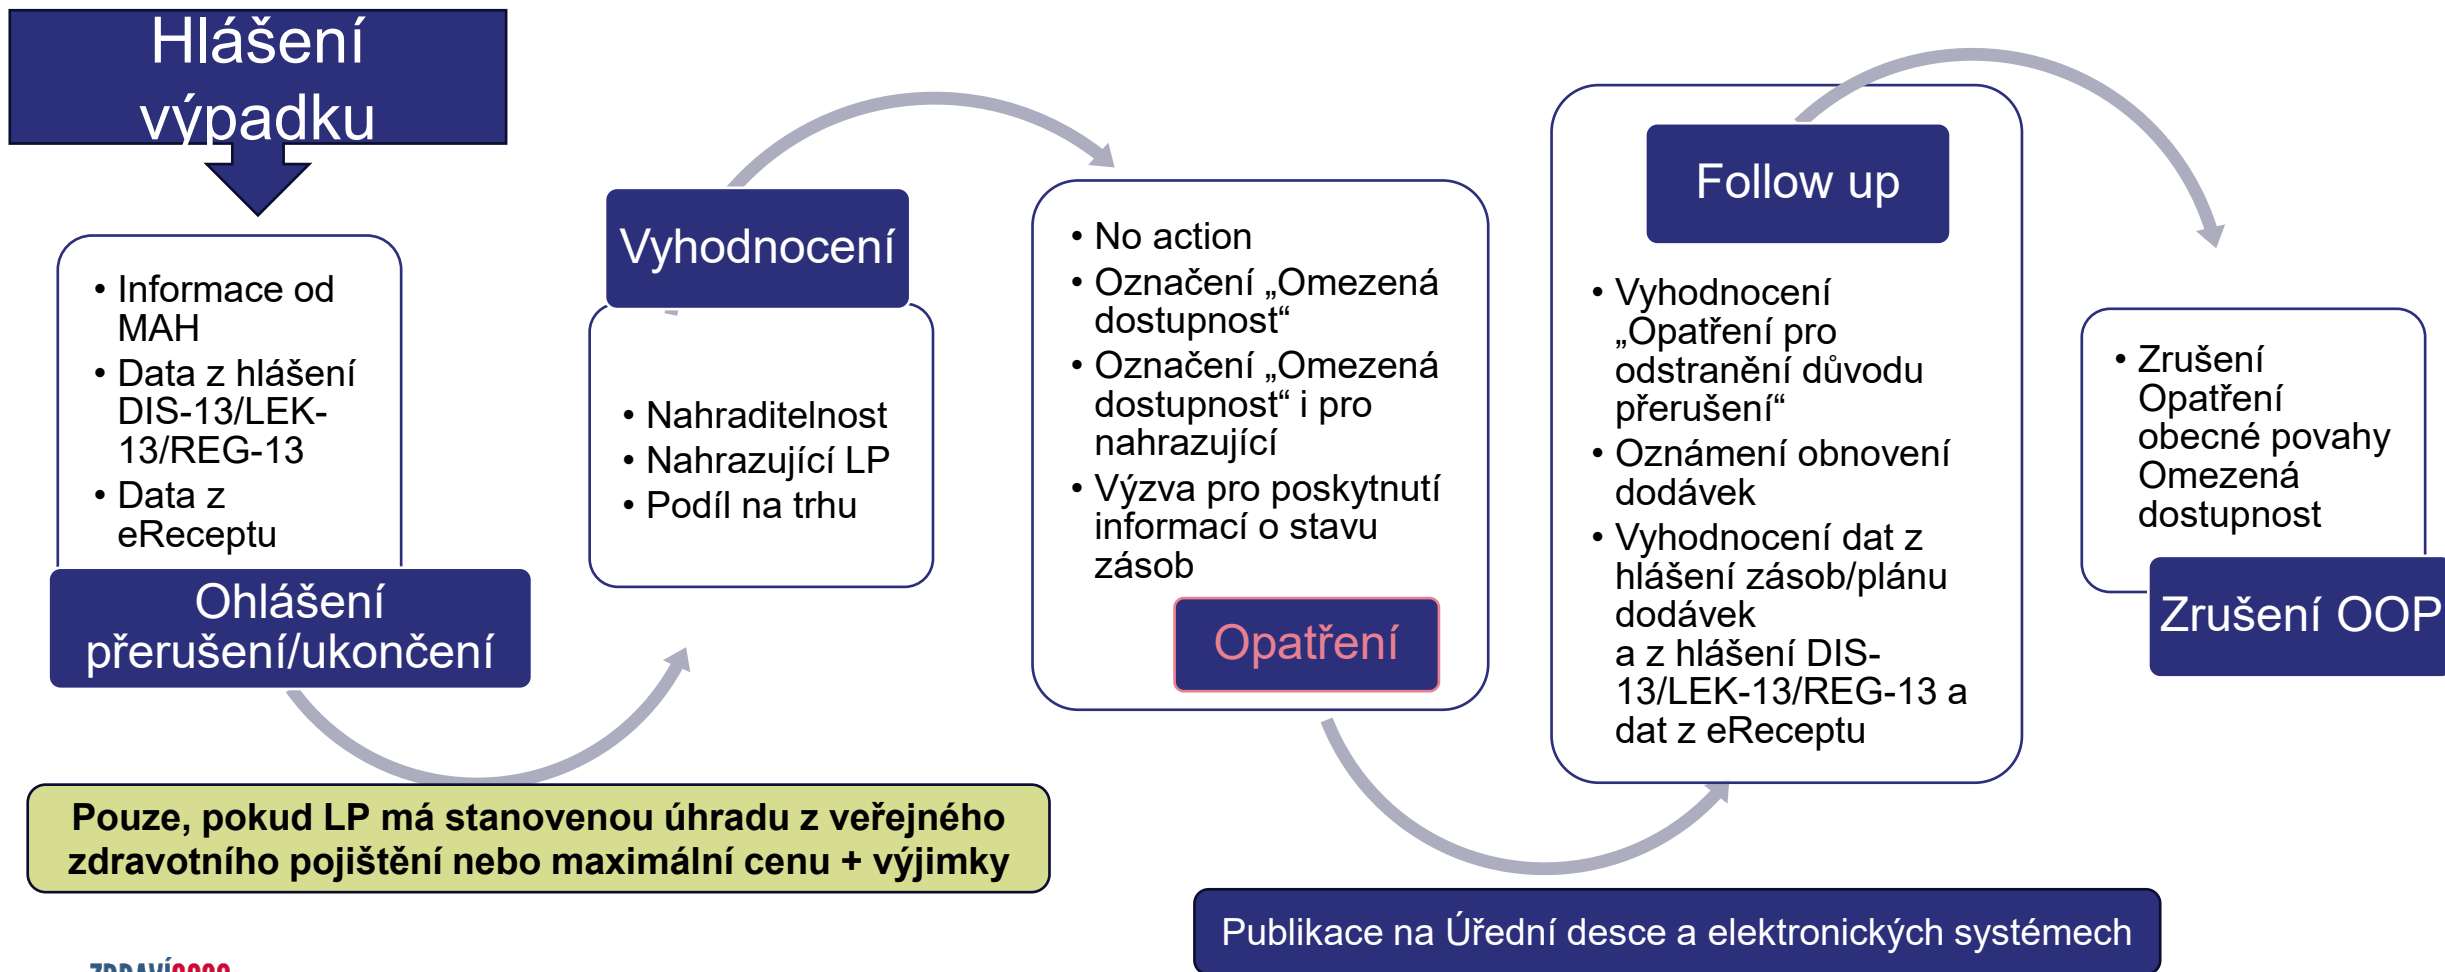 Hlášení
výpadku
• Informace od
MAH
• Data z hlášení
DIS-13/LEK-
13/REG-13
• Data z
eReceptu
Ohlášení
přerušení/ukončení
Vyhodnocení
• Nahraditelnost
• Nahrazující LP
• Podíl na trhu
• No action
• Označení „Omezená
dostupnost“
• Označení „Omezená
dostupnost“ i pro
nahrazující
• Výzva pro poskytnutí
informací o stavu
zásob
Opatření
Follow up
• Vyhodnocení
„Opatření pro
odstranění důvodu
přerušení“
• Oznámení obnovení
dodávek
• Vyhodnocení dat z
hlášení zásob/plánu
dodávek
a z hlášení DIS-
13/LEK-13/REG-13 a
dat z eReceptu
• Zrušení
Opatření
obecné povahy
Omezená
dostupnost
Zrušení OOP
Pouze, pokud LP má stanovenou úhradu z veřejného
zdravotního pojištění nebo maximální cenu + výjimky
Publikace na Úřední desce a elektronických systémech